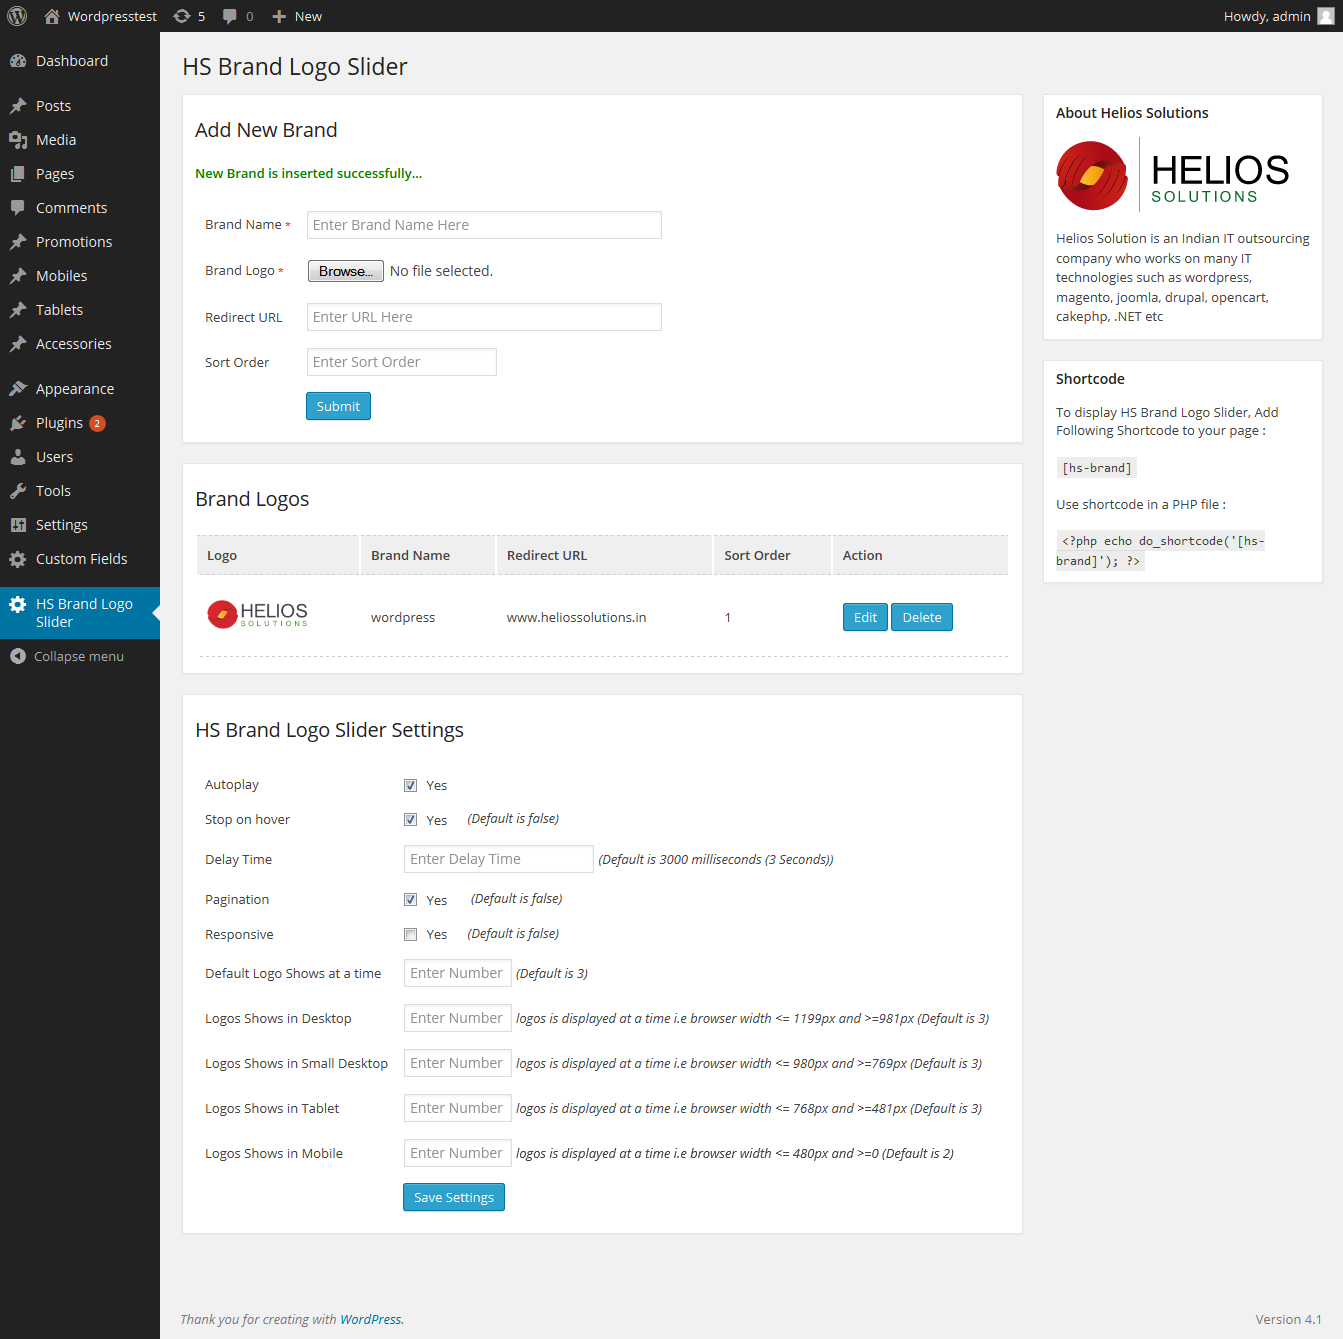 Wordpresstest 5 0 New Howdy, admin
Dashboard
Posts
Media
Pages
Comments
Promotions
Mobiles
Tablets
Accessories
Appearance
Plugins 2
Users
Tools
Settings
Custom Fields
HS Brand Logo
Slider
Collapse menu
HS Brand Logo Slider
Add New Brand
New Brand is inserted successfully...
Brand Name * Enter Brand Name Here
Brand Logo * Browse... No file selected.
Redirect URL Enter URL Here
Sort Order Enter Sort Order
Submit
Brand Logos
Logo Brand Name Redirect URL Sort Order Action
HELIOS
SOLUTIONS
wordpress www.heliossolutions.in 1 Edit Delete
HS Brand Logo Slider Settings
Autoplay Yes
Stop on hover Yes (Default is false)
Delay Time Enter Delay Time (Default is 3000 milliseconds (3 Seconds))
Pagination Yes (Default is false)
Responsive Yes (Default is false)
Default Logo Shows at a time Enter Number (Default is 3)
Logos Shows in Desktop Enter Number logos is displayed at a time i.e browser width <= 1199px and >=981px (Default is 3)
Logos Shows in Small Desktop Enter Number logos is displayed at a time i.e browser width <= 980px and >=769px (Default is 3)
Logos Shows in Tablet Enter Number logos is displayed at a time i.e browser width <= 768px and >=481px (Default is 3)
Logos Shows in Mobile Enter Number logos is displayed at a time i.e browser width <= 480px and >=0 (Default is 2)
Save Settings
About Helios Solutions
HELIOS
SOLUTIONS
Helios Solution is an Indian IT outsourcing
company who works on many IT
technologies such as wordpress,
magento, joomla, drupal, opencart,
cakephp, .NET etc
Shortcode
To display HS Brand Logo Slider, Add
Following Shortcode to your page :
[hs-brand]
Use shortcode in a PHP file :
<?php echo do_shortcode('[hs-
brand]'); ?>
Thank you for creating with WordPress. Version 4.1